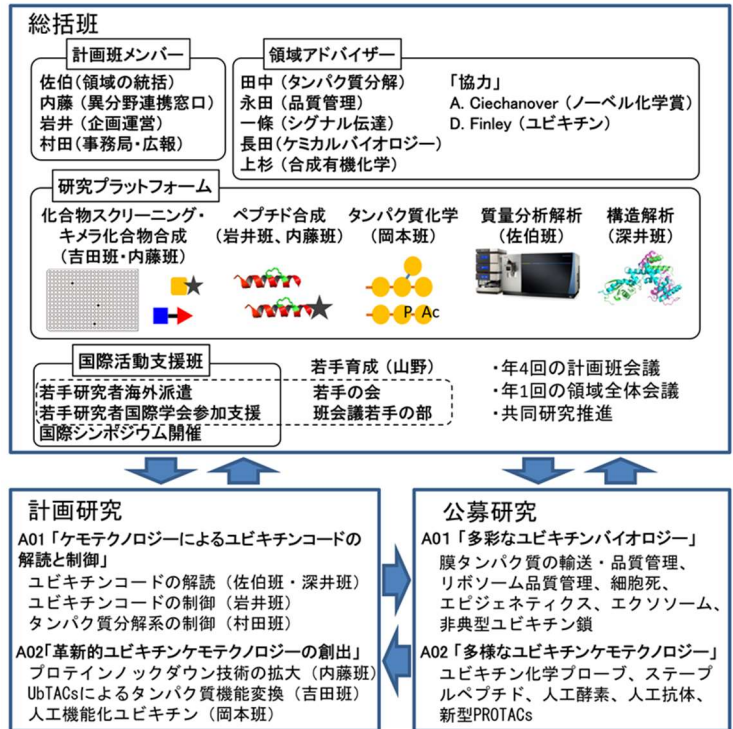 総括班
計画班メンバー
佐伯(領域の統括)
内藤(異分野連携窓口)
岩井(企画運営)
村田(事務局・広報)
領域アドバイザー
田中(タンパク質分解)
永田(品質管理)
一條(シグナル伝達)
長田(ケミカルバイオロジー)
上杉(合成有機化学)
「協力」
A. Ciechanover(ノーベル化学賞)
D. Finley(ユビキチン)
研究プラットフォーム
化合物スクリーニング・
キメラ化合物合成
(吉田班・内藤班)
ペプチド合成
(岩井班、内藤班)
タンパク質化学
(岡本班)
P Ac
質量分析解析
(佐伯班)
構造解析
(深井班)
国際活動支援班
若手研究者海外派遣
若手研究者国際学会参加支援
国際シンポジウム開催
若手育成(山野)
若手の会
班会議若手の部
・年4回の計画班会議
・年1回の領域全体会議
・共同研究推進
計画研究
A01「ケモテクノロジーによるユビキチンコードの
解読と制御」
ユビキチンコードの解読(佐伯班・深井班)
ユビキチンコードの制御(岩井班)
タンパク質分解系の制御(村田班)
A02「革新的ユビキチンケモテクノロジーの創出」
プロテインノックダウン技術の拡大(内藤班)
UbTACsによるタンパク質機能変換(吉田班)
人工機能化ユビキチン(岡本班)
公募研究
A01「多彩なユビキチンバイオロジー」
膜タンパク質の輸送・品質管理、
リボソーム品質管理、細胞死、
エピジェネティクス、エクソソーム、
非典型ユビキチン鎖
A02「多様なユビキチンケモテクノロジー」
ユビキチン化学プローブ、ステープ
ルペプチド、人工酵素、人工抗体、
新型PROTACs